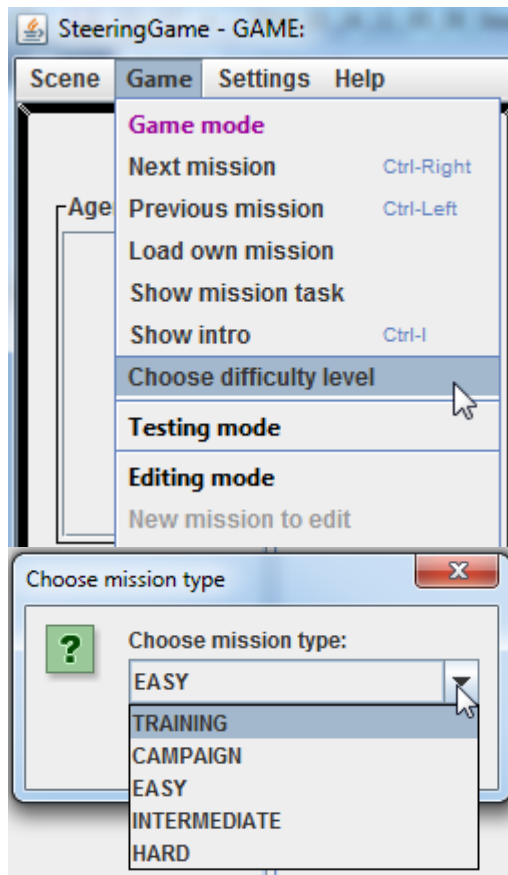 SteeringGame - GAME:
Scene Game Settings Help
Game mode
Next mission Ctrl-Right
Age Previous mission Ctrl-Left
Load own mission
Show mission task
Show intro Ctrl-I
Choose difficulty level
Testing mode
Editing mode
New mission to edit
Choose mission type
Choose mission type:
EASY
TRAINING
CAMPAIGN
EASY
INTERMEDIATE
HARD